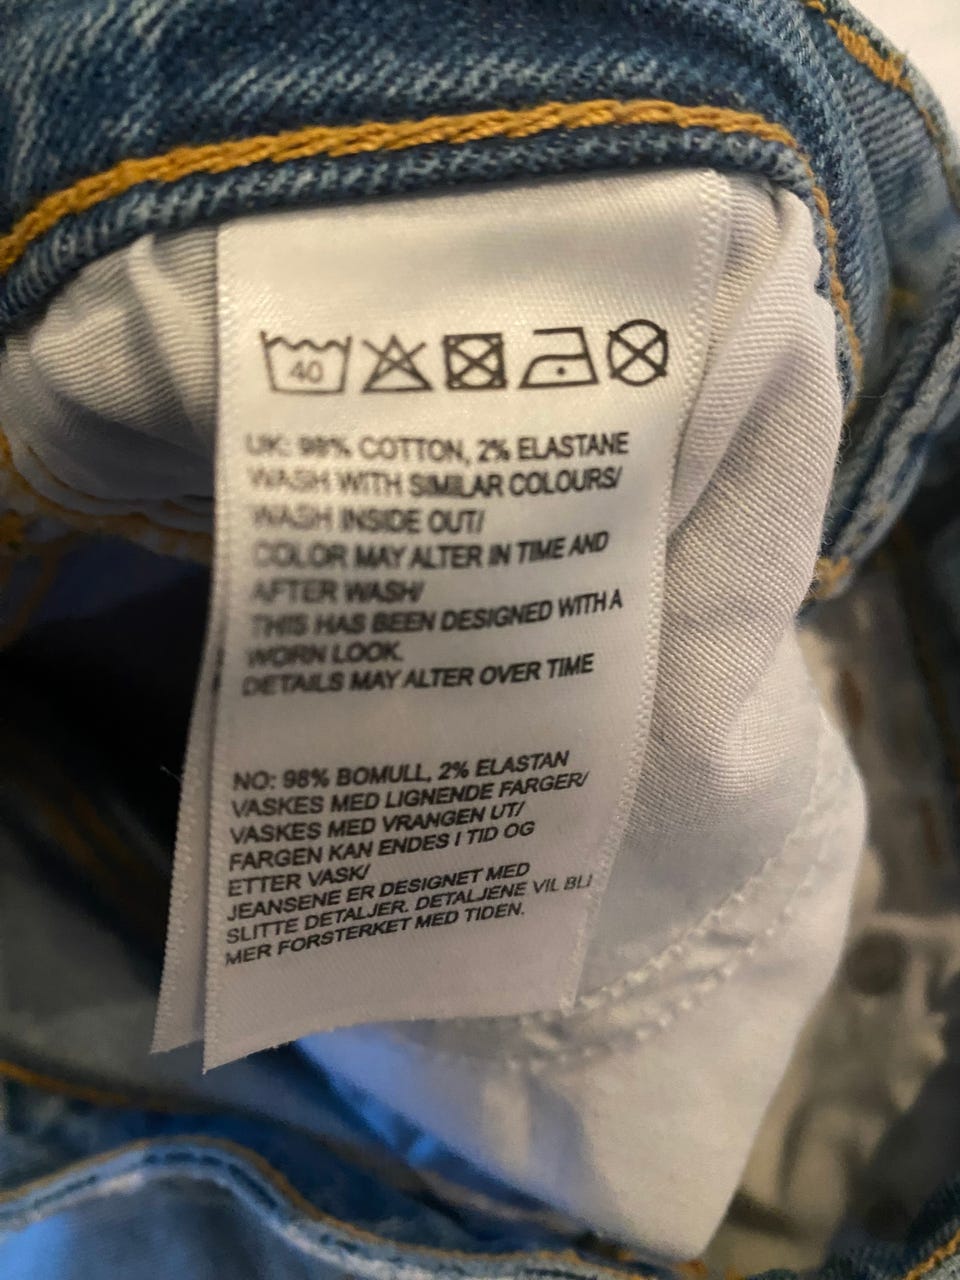 40
UK: 98% COTTON, 2% ELASTANE
WASH WITH SIMILAR COLOURS/
WASH INSIDE OUT/
COLOR MAY ALTER IN TIME AND
AFTER WASH/
THIS HAS BEEN DESIGNED WITH A
WORN LOOK.
DETAILS MAY ALTER OVER TIME
NO: 98% BOMULL, 2% ELASTAN
VASKES MED LIGNENDE FARGER/
VASKES MED VRANGEN UT/
FARGEN KAN ENDES I TID OG
ETTER VASK/
JEANSENE ER DESIGNET MED
SLITTE DETALJER. DETALJENE VIL BLI
MER FORSTERKET MED TIDEN.